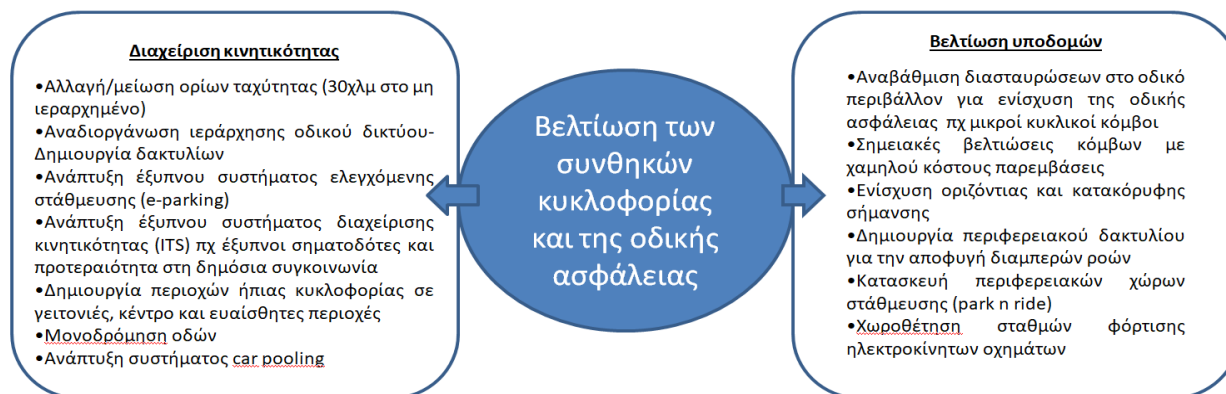 Διαχείριση κινητικότητας
•Αλλαγή/μείωση ορίων ταχύτητας (30χλμ στο μη
ιεραρχημένο)
•Αναδιοργάνωση ιεράρχησης οδικού δικτύου-
Δημιουργία δακτυλίων
•Ανάπτυξη έξυπνου συστήματος ελεγχόμενης
στάθμευσης (e-parking)
•Ανάπτυξη έξυπνου συστήματος διαχείρισης
κινητικότητας (ITS) πχ έξυπνοι σηματοδότες και
προτεραιότητα στη δημόσια συγκοινωνία
•Δημιουργία περιοχών ήπιας κυκλοφορίας σε
γειτονιές, κέντρο και ευαίσθητες περιοχές
•Μονοδρόμηση οδών
•Ανάπτυξη συστήματος car pooling
Βελτίωση των
συνθηκών
κυκλοφορίας
και της οδικής
ασφάλειας
Βελτίωση υποδομών
•Αναβάθμιση διασταυρώσεων στο οδικό
περιβάλλον για ενίσχυση της οδικής
ασφάλειας πχ μικροί κυκλικοί κόμβοι
•Σημειακές βελτιώσεις κόμβων με
χαμηλού κόστους παρεμβάσεις
•Ενίσχυση οριζόντιας και κατακόρυφης
σήμανσης
•Δημιουργία περιφερειακού δακτυλίου
για την αποφυγή διαμπερών ροών
•Κατασκευή περιφερειακών χώρων
στάθμευσης (park n ride)
•Χωροθέτηση σταθμών φόρτισης
ηλεκτροκίνητων οχημάτων